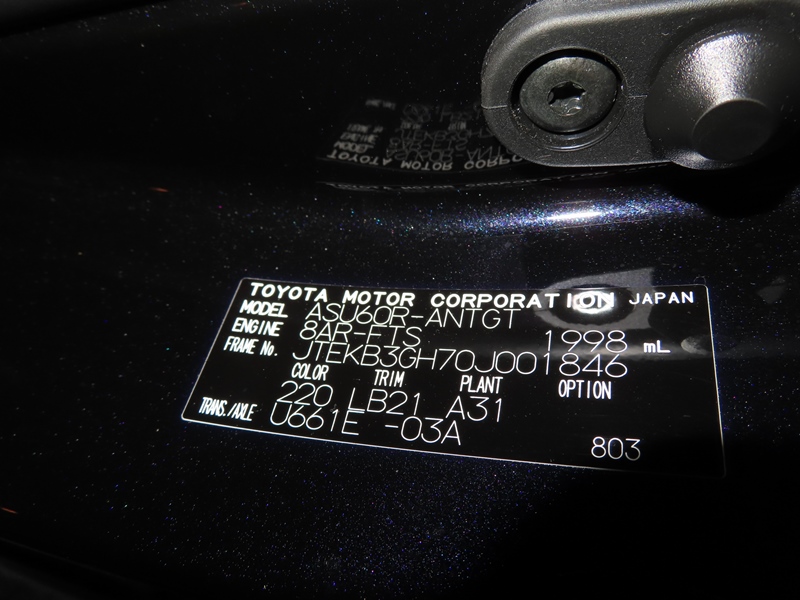 TOYOTA MOTOR CORPORATION JAPAN
MODEL ASU60R-ANTGT
ENGINE 8AR-FTS 1998 mL
FRAME No. JTEKB3GH70J001846
COLOR TRIM PLANT OPTION
220 LB21 A31
TRANS./AXLE U661E -03A
803